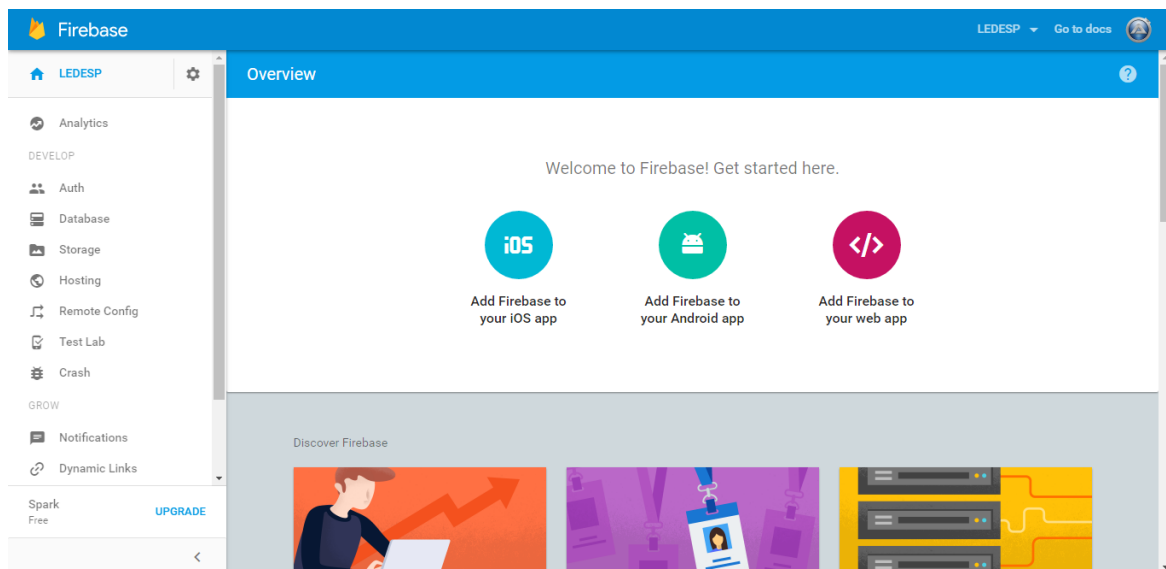 Firebase
LEDESP
Go to docs
LEDESP
Overview
Analytics
DEVELOP
Auth
Database
Storage
Hosting
Remote Config
Test Lab
Crash
GROW
Notifications
Dynamic Links
Spark
Free
UPGRADE
Welcome to Firebase! Get started here.
iOS
</>
Add Firebase to
your iOS app
Add Firebase to
your Android app
Add Firebase to
your web app
Discover Firebase